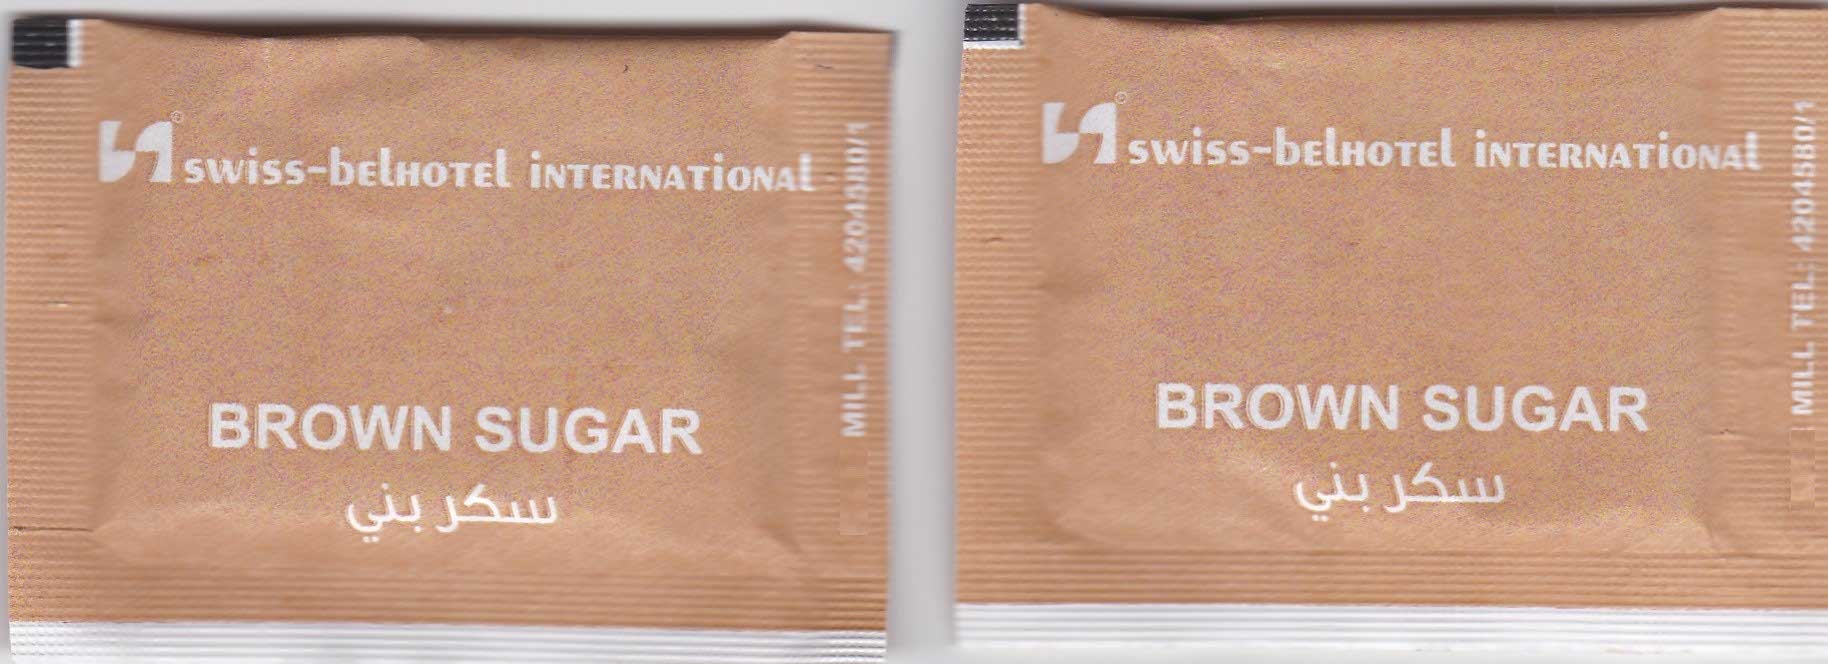 swiss-belHOTEL iNTERNATiONAL
BROWN SUGAR
سكر بني
MILL TEL.: 4204580/1
swiss-belHOTEL iNTERNATiONAL
BROWN SUGAR
سكر بني
MILL TEL.: 4204580/1